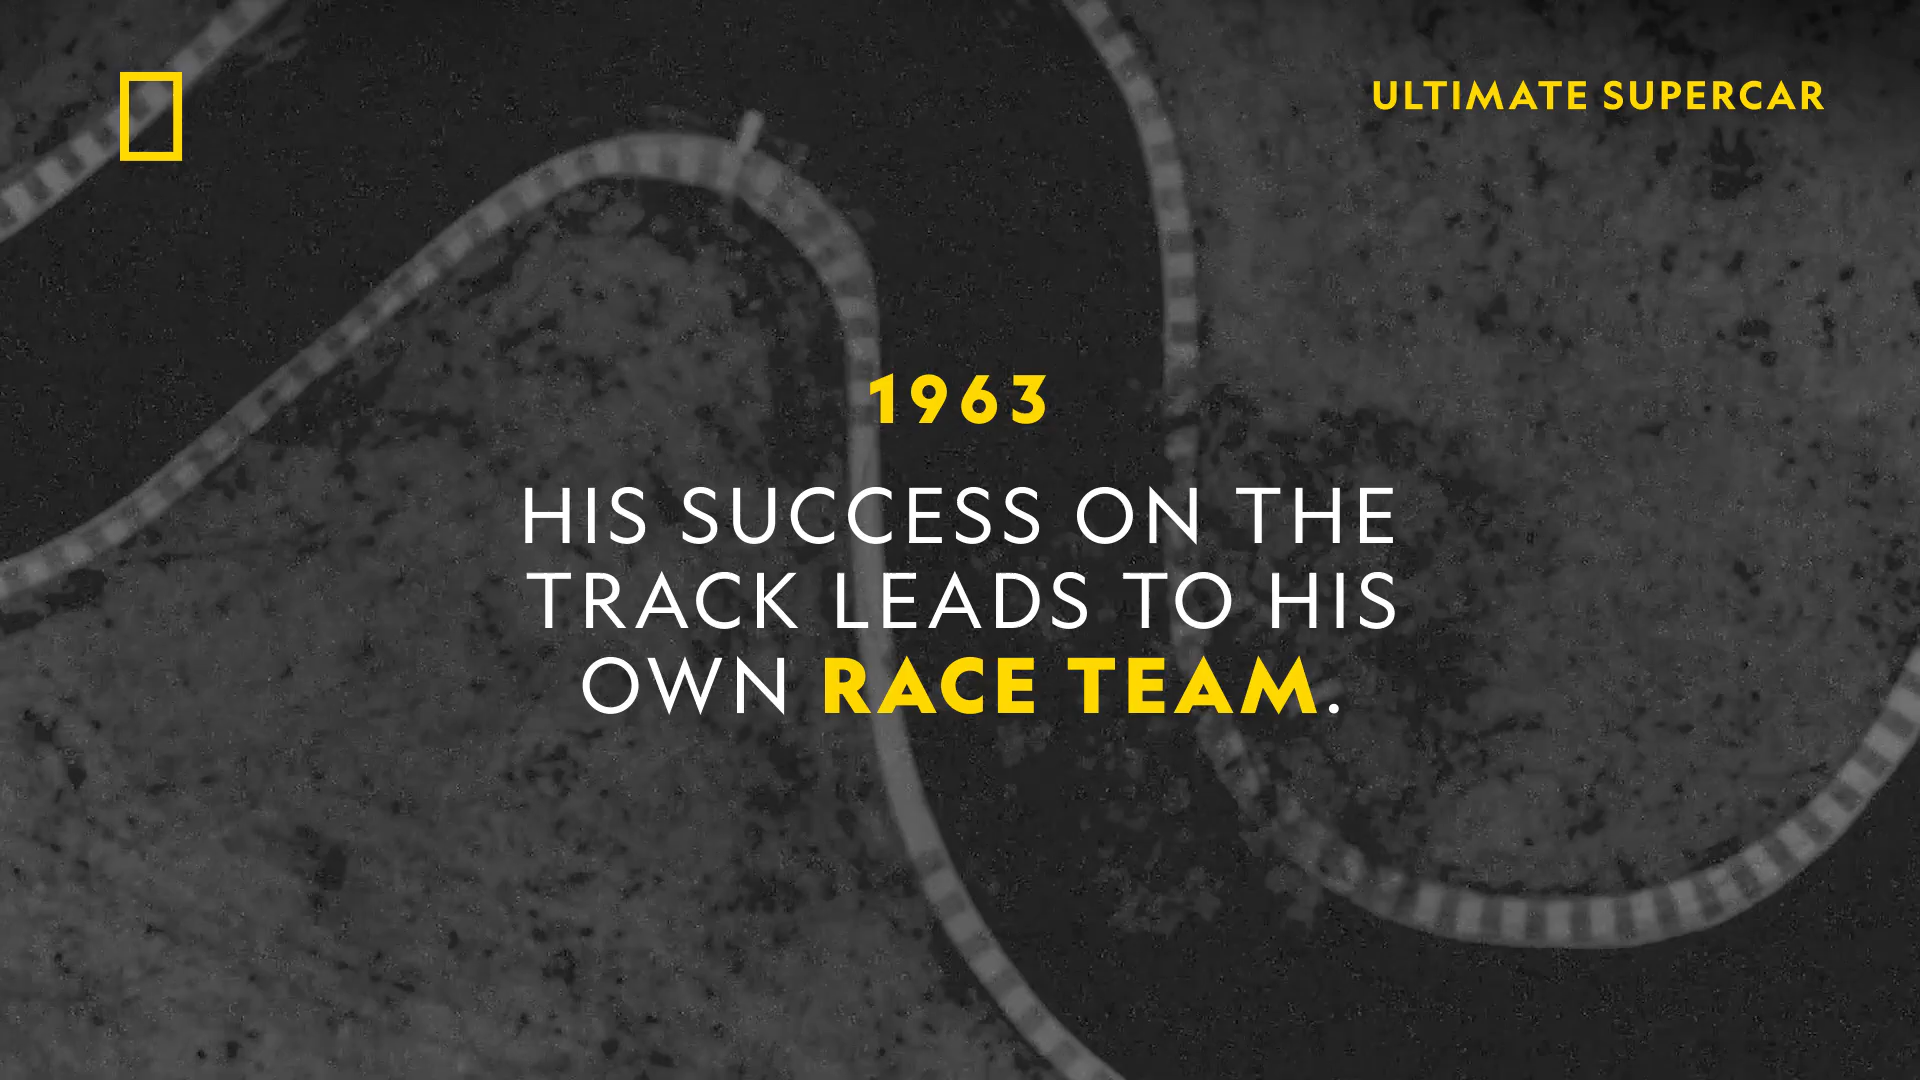 ULTIMATE SUPERCAR
1963
HIS SUCCESS ON THE
TRACK LEADS TO HIS
OWN RACE TEAM.